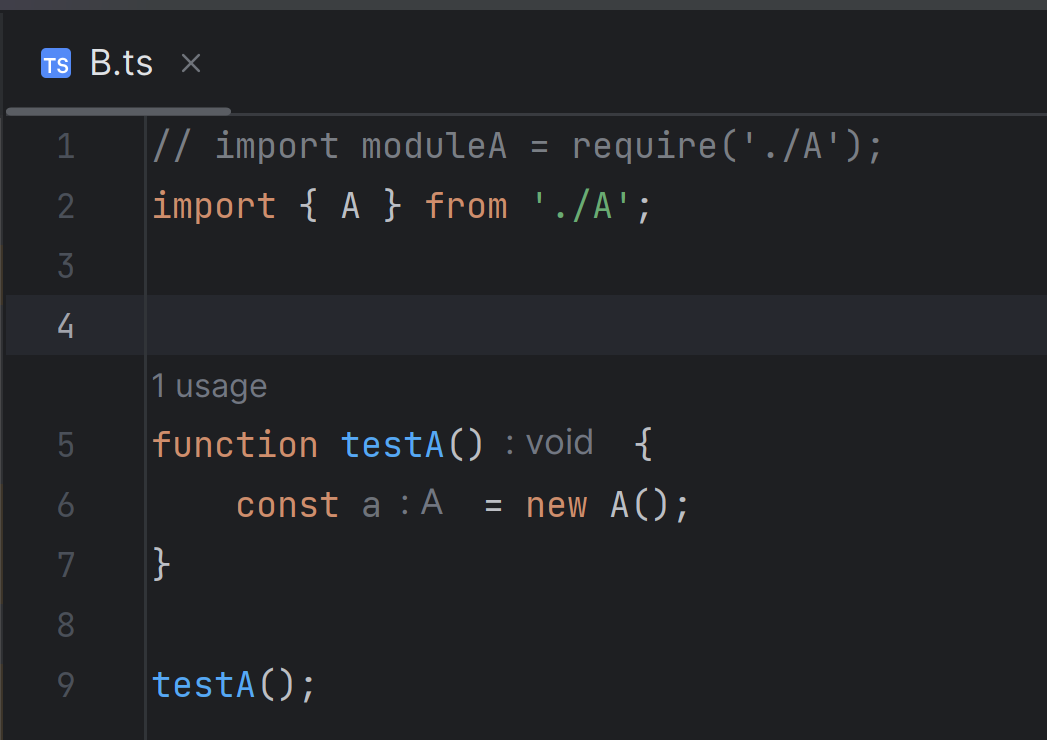 TS B.ts ×
1 // import moduleA = require('./A');
2 import { A } from './A';
3
4
1 usage
5 function testA() : void {
6     const a : A = new A();
7 }
8
9 testA();